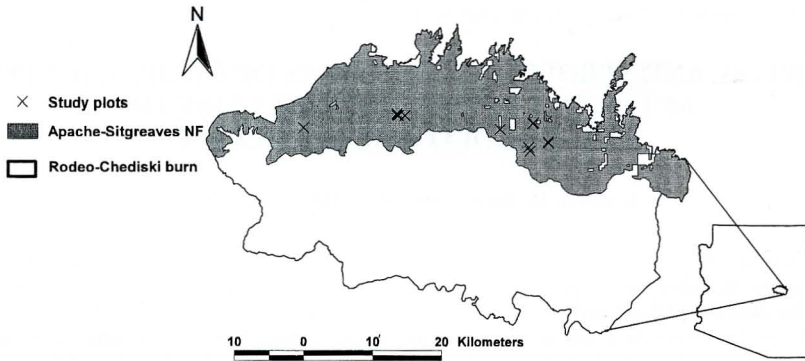 N
Study plots
Apache-Sitgreaves NF
Rodeo-Chediski burn
10 0 10 20 Kilometers